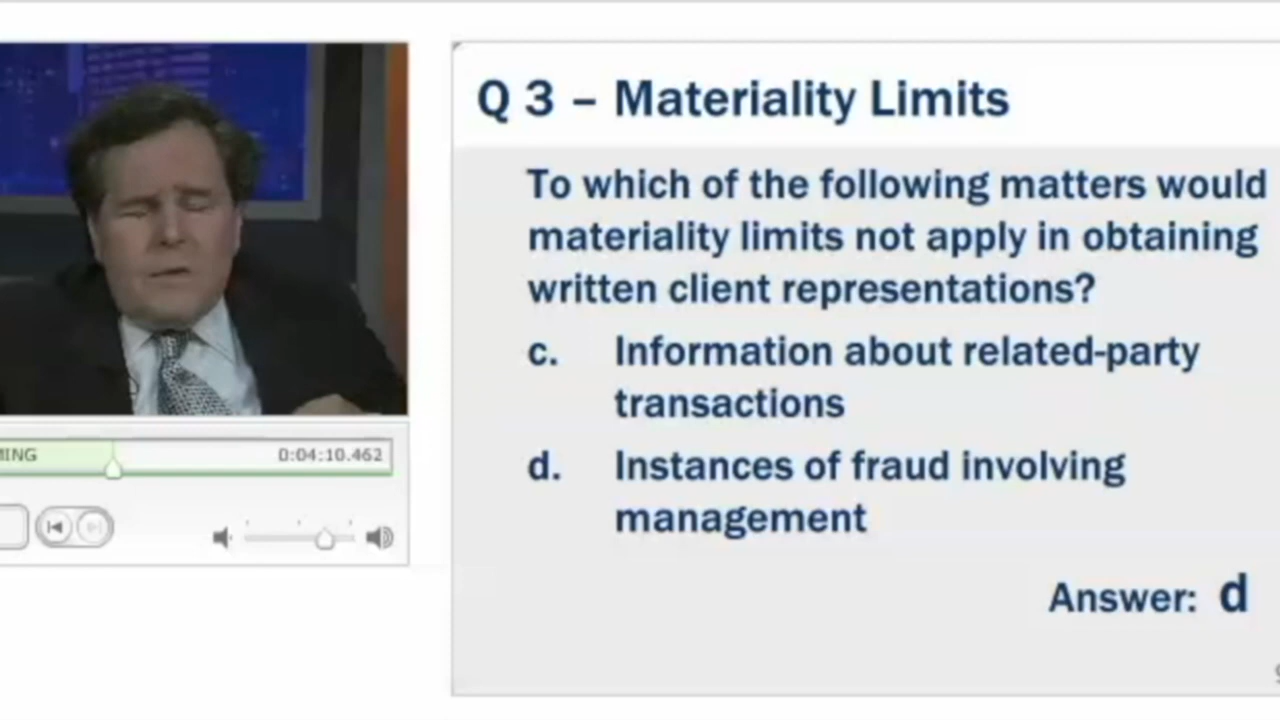 Q 3 – Materiality Limits
To which of the following matters would
materiality limits not apply in obtaining
written client representations?
c. Information about related-party
transactions
d. Instances of fraud involving
management
Answer: d
MING 0:04:10.462